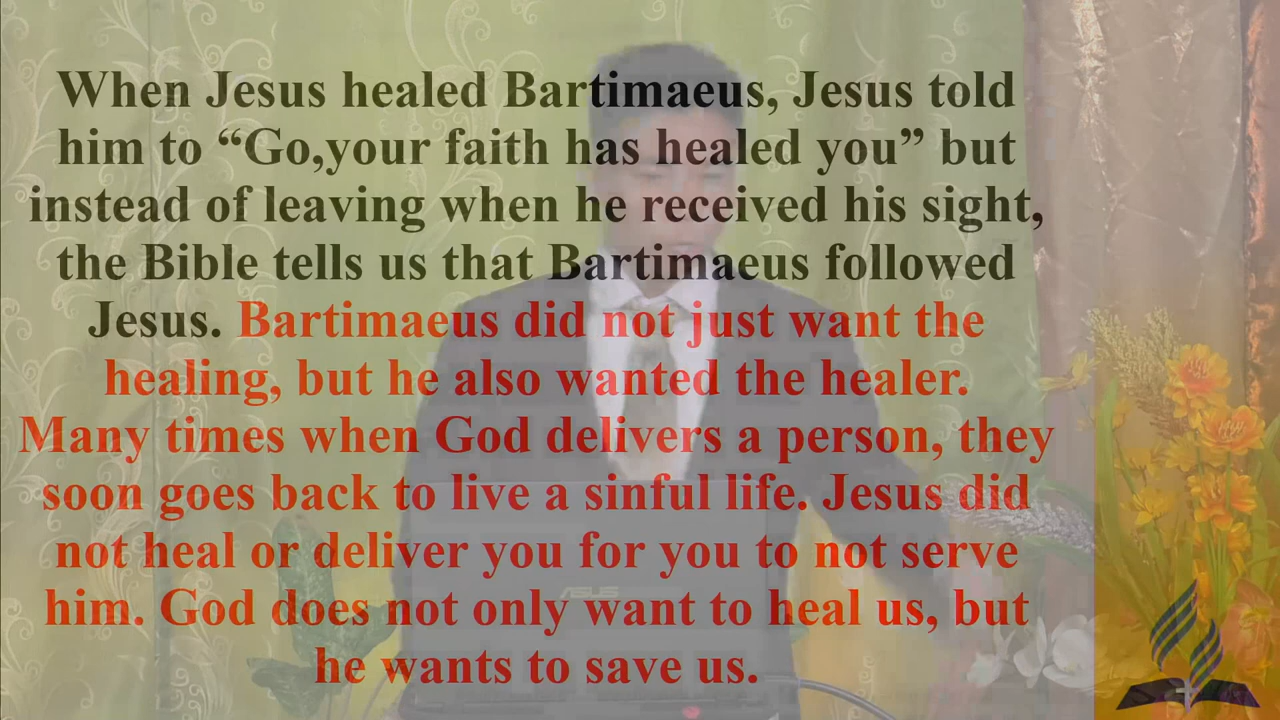 When Jesus healed Bartimaeus, Jesus told
him to “Go,your faith has healed you” but
instead of leaving when he received his sight,
the Bible tells us that Bartimaeus followed
Jesus. Bartimaeus did not just want the
healing, but he also wanted the healer.
Many times when God delivers a person, they
soon goes back to live a sinful life. Jesus did
not heal or deliver you for you to not serve
him. God does not only want to heal us, but
he wants to save us.
ASUS